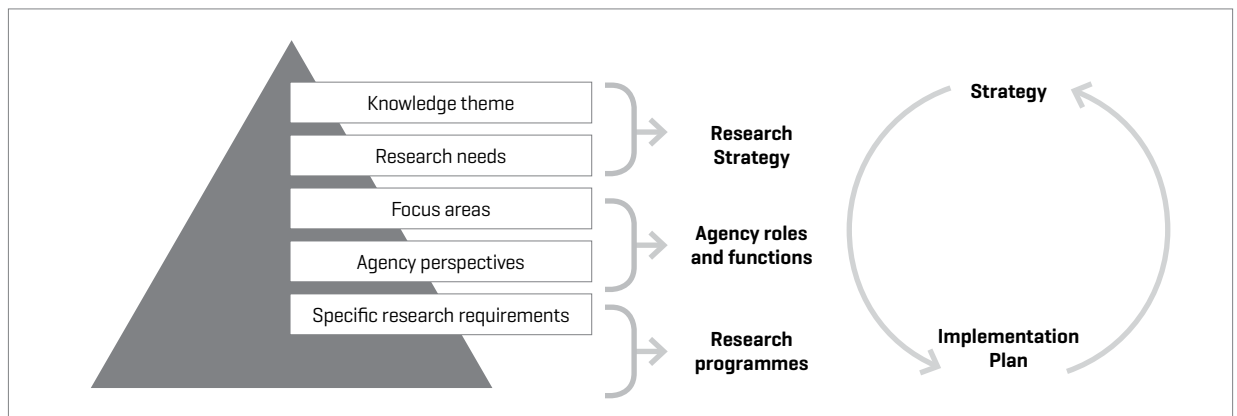 Knowledge theme
Research needs
Focus areas
Agency perspectives
Specific research requirements
Research
Strategy
Agency roles
and functions
Research
programmes
Strategy
Implementation
Plan